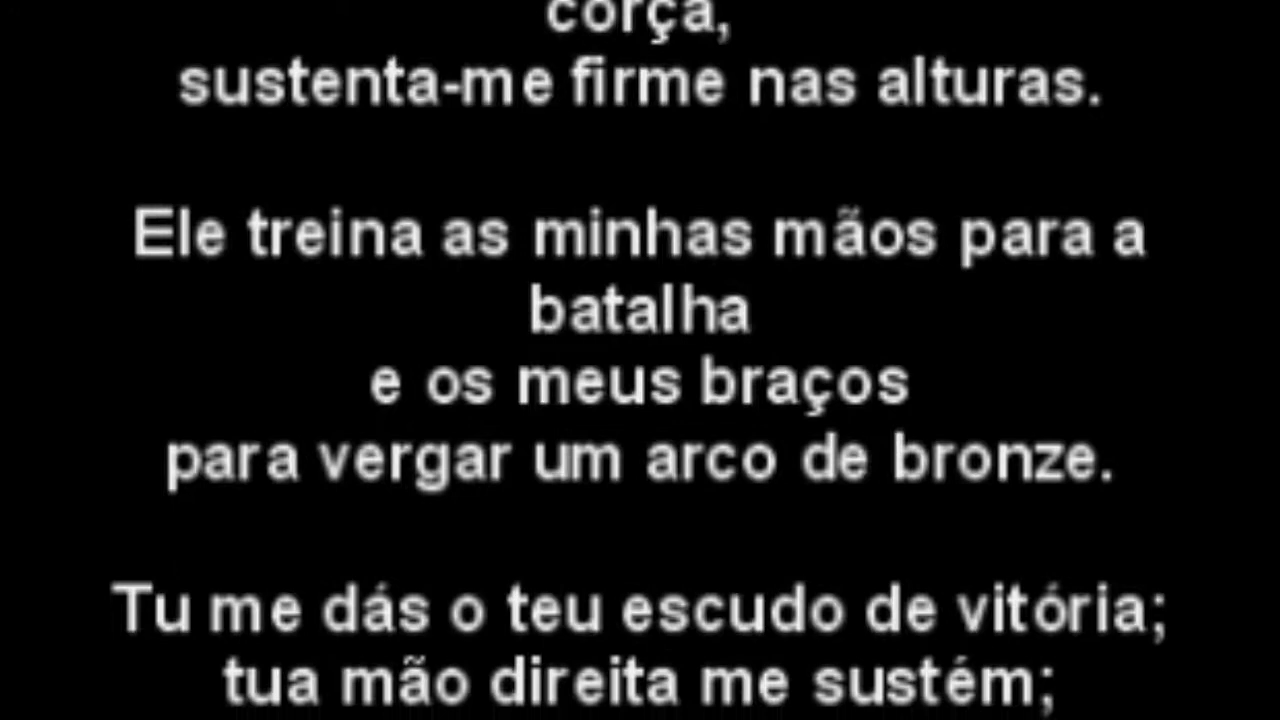 corça,
sustenta-me firme nas alturas.
Ele treina as minhas mãos para a
batalha
e os meus braços
para vergar um arco de bronze.
Tu me dás o teu escudo de vitória;
tua mão direita me sustém;